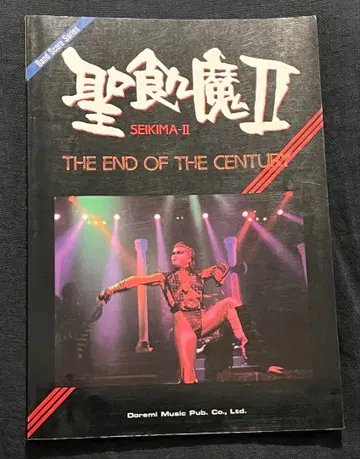 Band Score Series
聖飢魔II
SEIKIMA-II
THE END OF THE CENTURY
Doremi Music Pub. Co., Ltd.